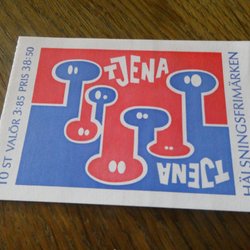 10 ST VALÖR 3:85 PRIS 38:50
TJENA
TJENA
HÄLSNINGSFRIMÄRKEN